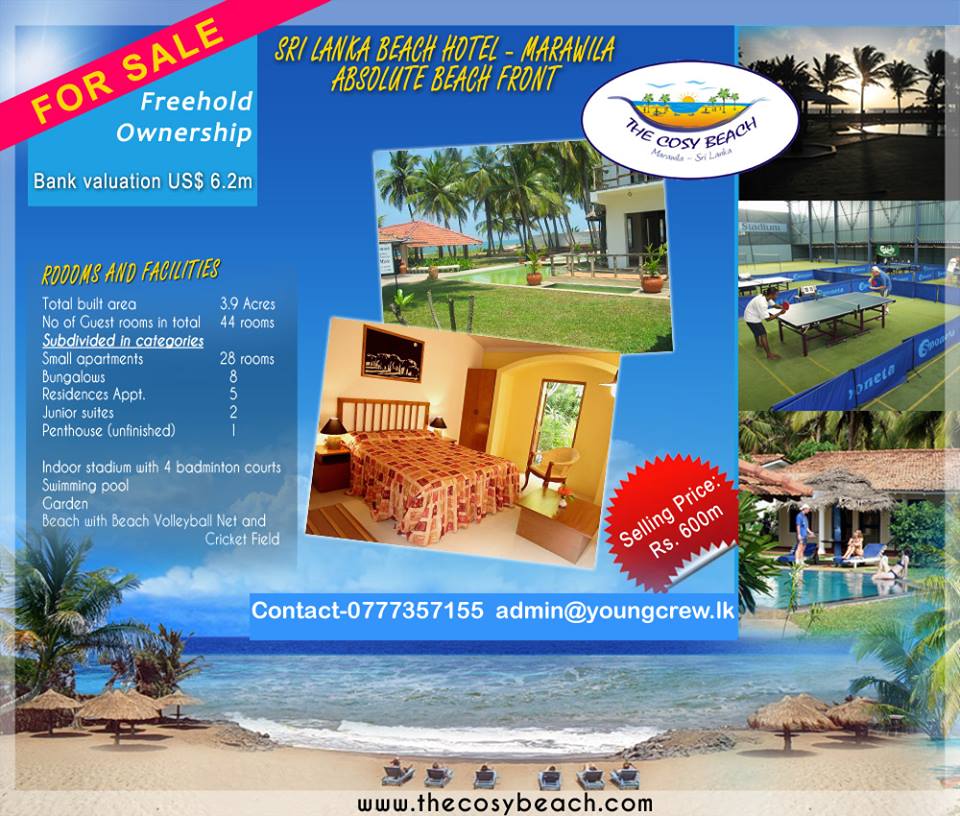 FOR SALE
Freehold
Ownership
Bank valuation US$ 6.2m
SRI LANKA BEACH HOTEL - MARAWILA
ABSOLUTE BEACH FRONT
THE COSY BEACH
Marawila - Sri Lanka
Stadium
ROOOMS AND FACILITIES
Total built area 3.9 Acres
No of Guest rooms in total 44 rooms
Subdivided in categories
Small apartments 28 rooms
Bungalows 8
Residences Appt. 5
Junior suites 2
Penthouse (unfinished) 1
Indoor stadium with 4 badminton courts
Swimming pool
Garden
Beach with Beach Volleyball Net and
Cricket Field
Selling Price:
Rs. 600m
Contact-0777357155 admin@youngcrew.lk
www.thecosybeach.com